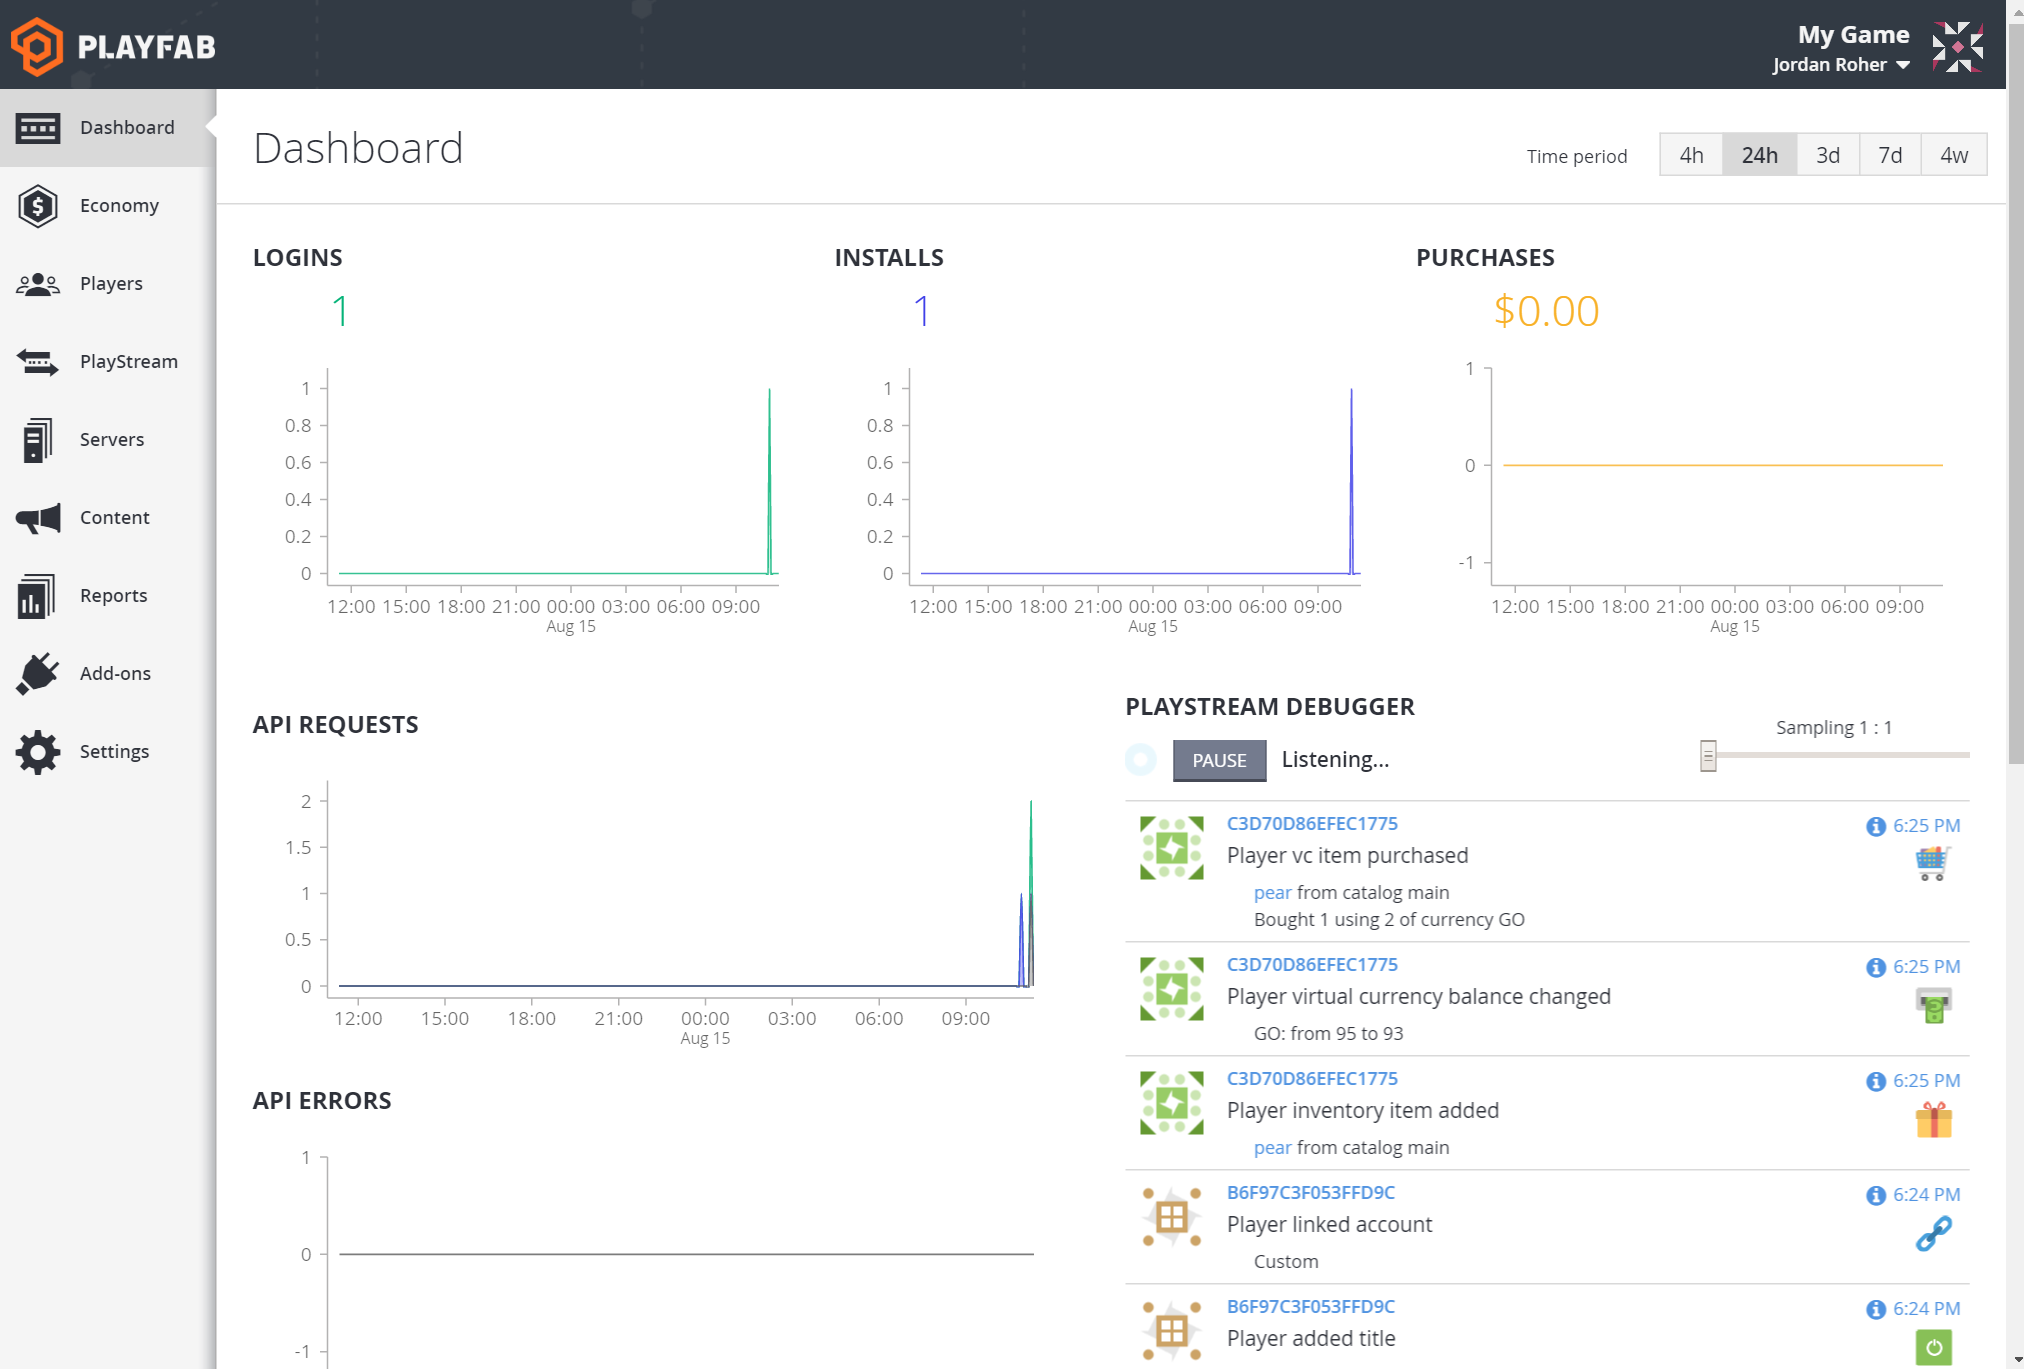 PLAYFAB
My Game
Jordan Roher
Dashboard
Economy
Players
PlayStream
Servers
Content
Reports
Add-ons
Settings
Dashboard
Time period
4h 24h 3d 7d 4w
LOGINS
1
1
0.8
0.6
0.4
0.2
0
12:00 15:00 18:00 21:00 00:00 03:00 06:00 09:00
Aug 15
INSTALLS
1
1
0.8
0.6
0.4
0.2
0
12:00 15:00 18:00 21:00 00:00 03:00 06:00 09:00
Aug 15
PURCHASES
$0.00
1
0
-1
12:00 15:00 18:00 21:00 00:00 03:00 06:00 09:00
Aug 15
API REQUESTS
2
1.5
1
0.5
0
12:00 15:00 18:00 21:00 00:00 03:00 06:00 09:00
Aug 15
API ERRORS
1
0
-1
PLAYSTREAM DEBUGGER
Sampling 1 : 1
PAUSE Listening...
C3D70D86EFEC1775 6:25 PM
Player vc item purchased
pear from catalog main
Bought 1 using 2 of currency GO
C3D70D86EFEC1775 6:25 PM
Player virtual currency balance changed
GO: from 95 to 93
C3D70D86EFEC1775 6:25 PM
Player inventory item added
pear from catalog main
B6F97C3F053FFD9C 6:24 PM
Player linked account
Custom
B6F97C3F053FFD9C 6:24 PM
Player added title